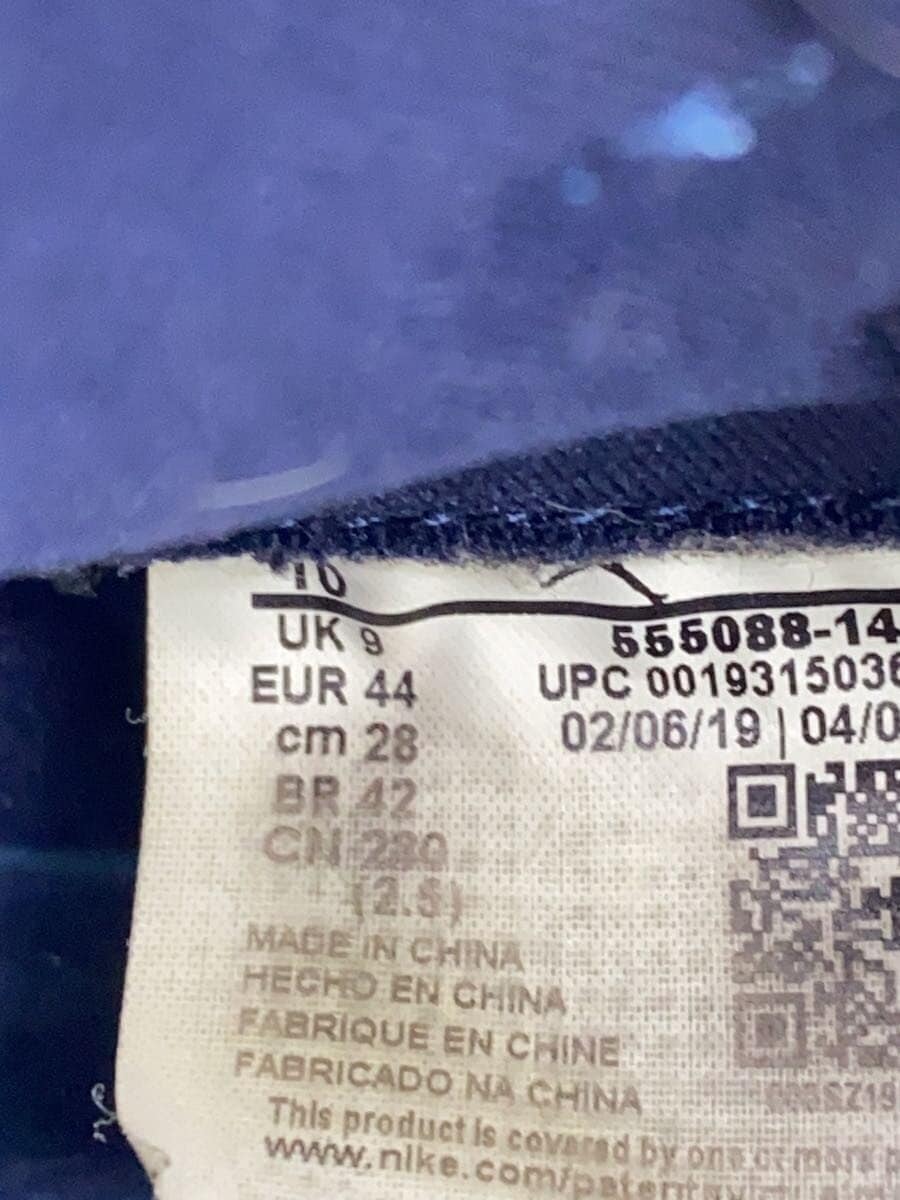 10
UK 9
EUR 44
cm 28
BR 42
CN 280
(2.5)
555088-14
UPC 0019315036
02/06/19 | 04/0
MADE IN CHINA
HECHO EN CHINA
FABRIQUE EN CHINE
FABRICADO NA CHINA
This product is covered by one or more
www.nike.com/patents